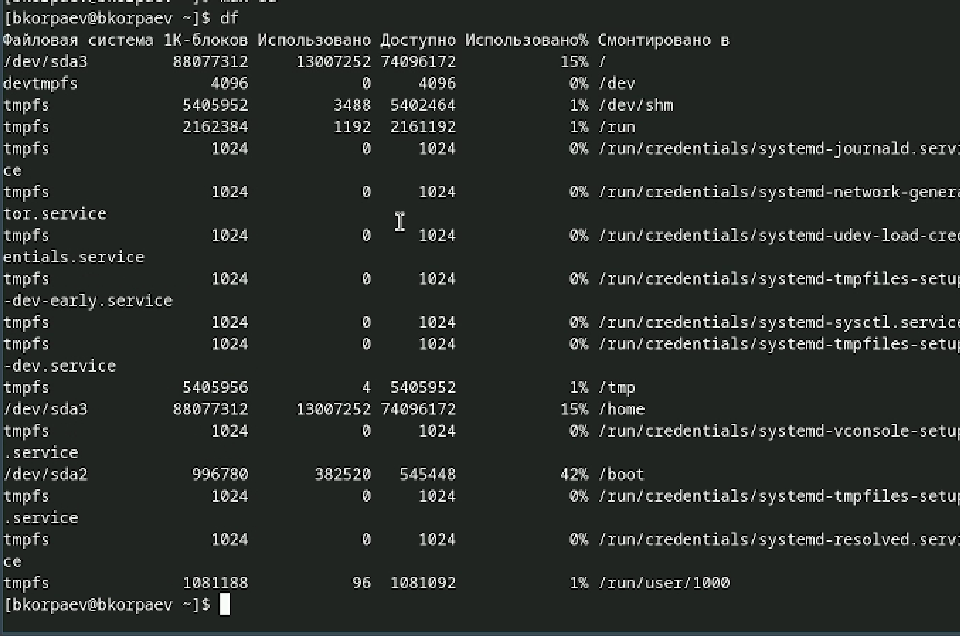 [bkorpaev@bkorpaev ~]$ df
Файловая система 1K-блоков Использовано Доступно Использовано% Смонтировано в
/dev/sda3 88077312 13007252 74096172 15% /
devtmpfs 4096 0 4096 0% /dev
tmpfs 5405952 3488 5402464 1% /dev/shm
tmpfs 2162384 1192 2161192 1% /run
tmpfs 1024 0 1024 0% /run/credentials/systemd-journald.servi
ce
tmpfs 1024 0 1024 0% /run/credentials/systemd-network-genera
tor.service
tmpfs 1024 0 1024 0% /run/credentials/systemd-udev-load-cred
entials.service
tmpfs 1024 0 1024 0% /run/credentials/systemd-tmpfiles-setup
-dev-early.service
tmpfs 1024 0 1024 0% /run/credentials/systemd-sysctl.service
tmpfs 1024 0 1024 0% /run/credentials/systemd-tmpfiles-setup
-dev.service
tmpfs 5405956 4 5405952 1% /tmp
/dev/sda3 88077312 13007252 74096172 15% /home
tmpfs 1024 0 1024 0% /run/credentials/systemd-vconsole-setup
.service
/dev/sda2 996780 382520 545448 42% /boot
tmpfs 1024 0 1024 0% /run/credentials/systemd-tmpfiles-setup
.service
tmpfs 1024 0 1024 0% /run/credentials/systemd-resolved.servi
ce
tmpfs 1081188 96 1081092 1% /run/user/1000
[bkorpaev@bkorpaev ~]$